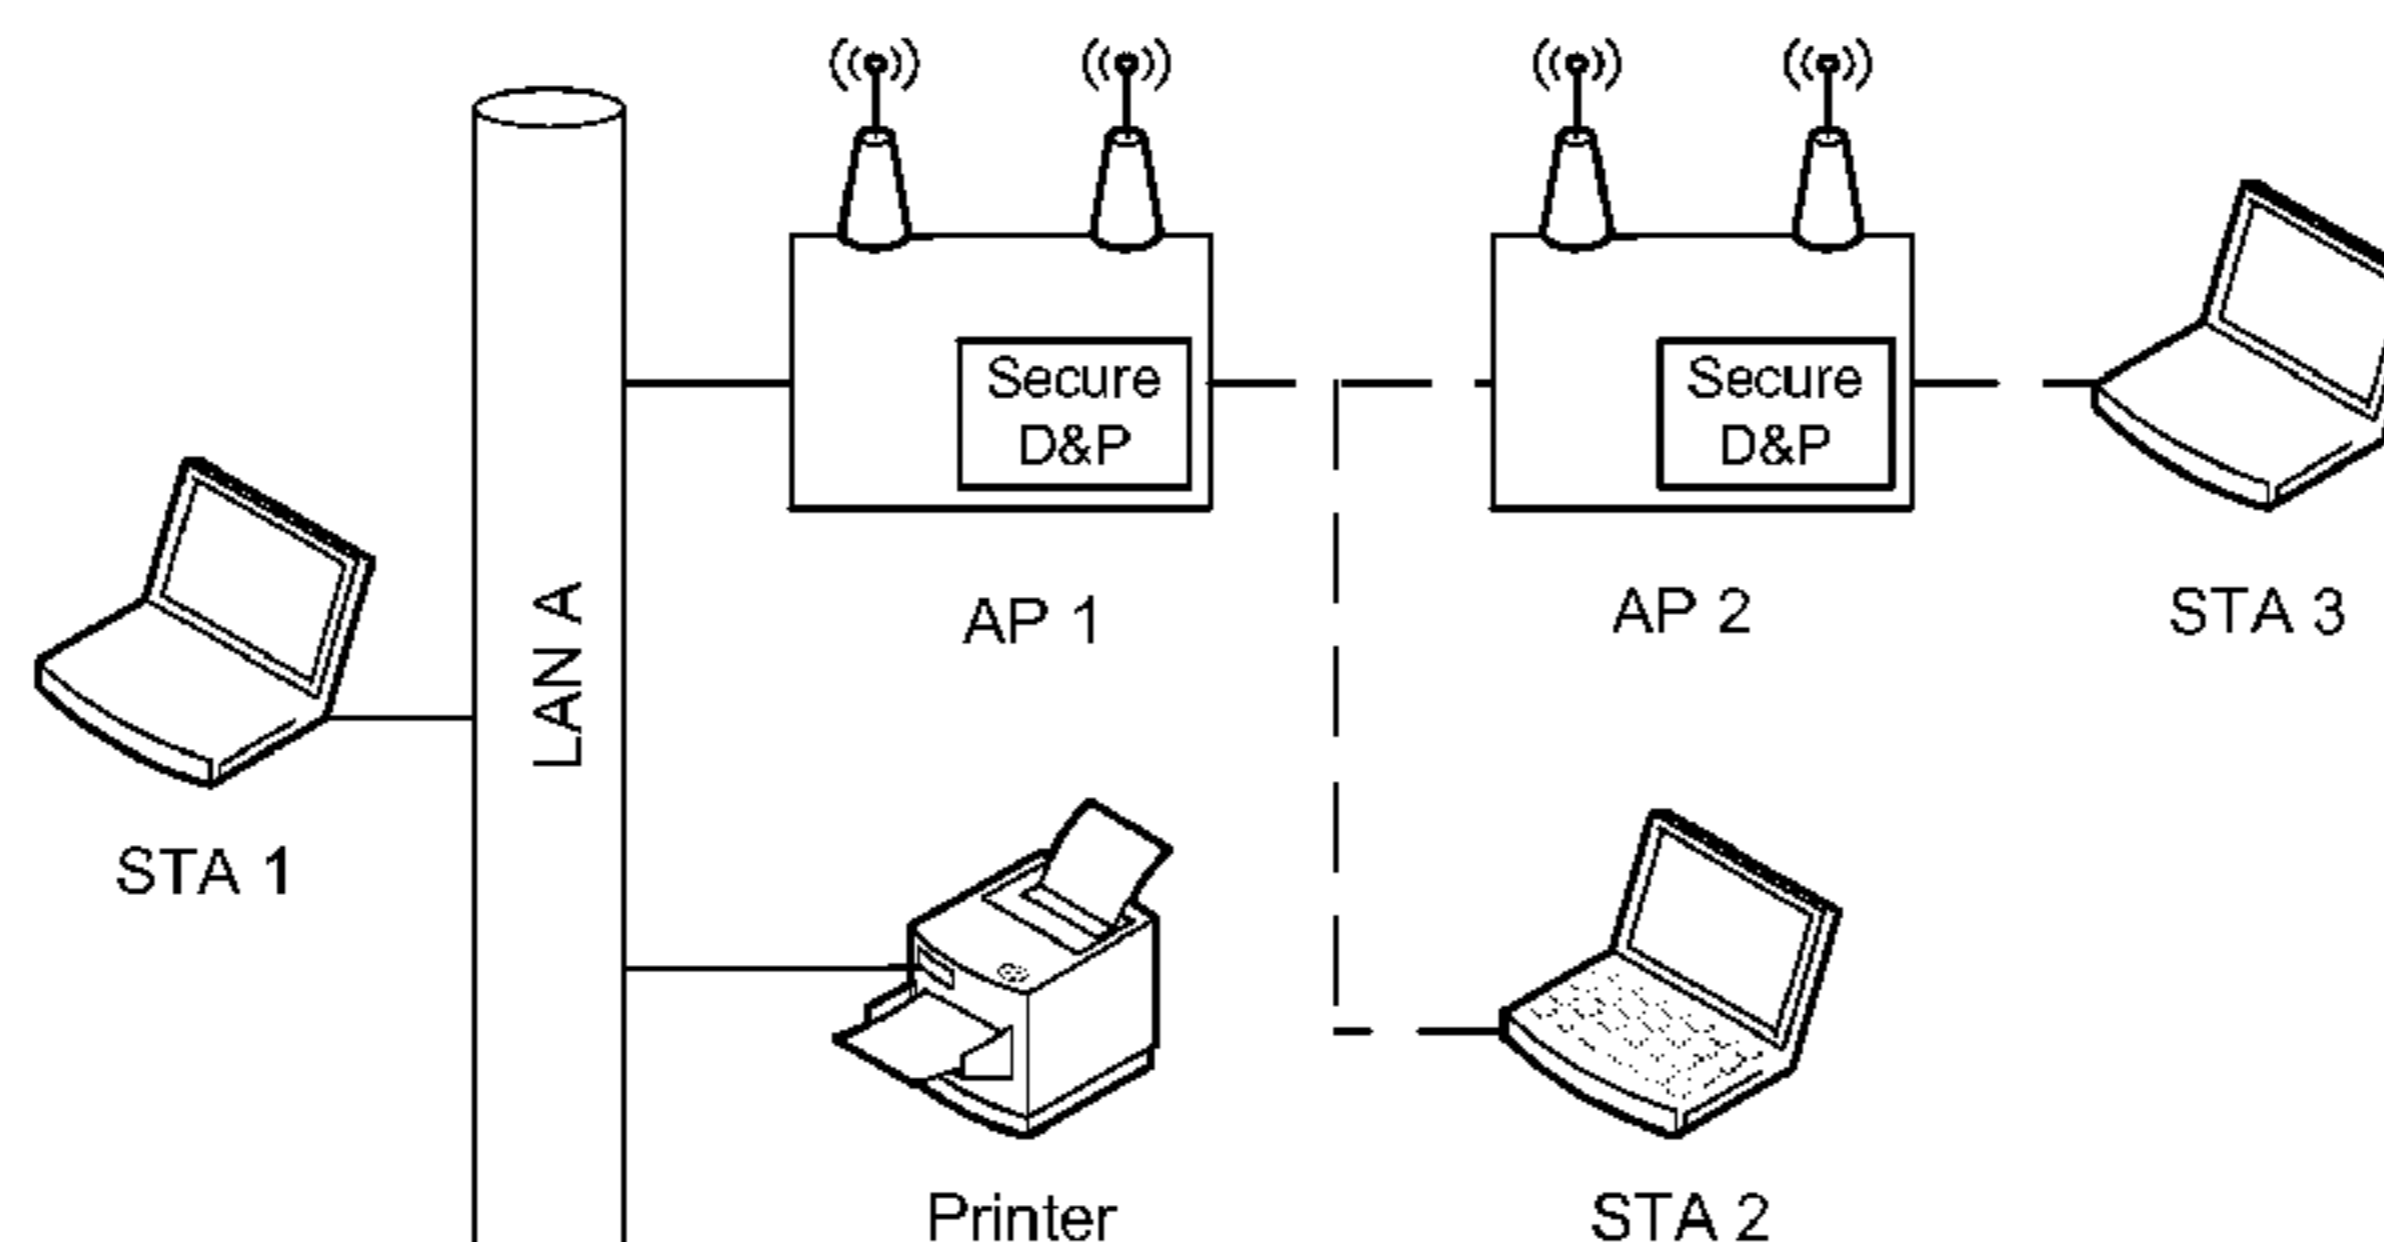 Secure
D&P
Secure
D&P
AP 1
AP 2
STA 3
LAN A
STA 1
Printer
STA 2